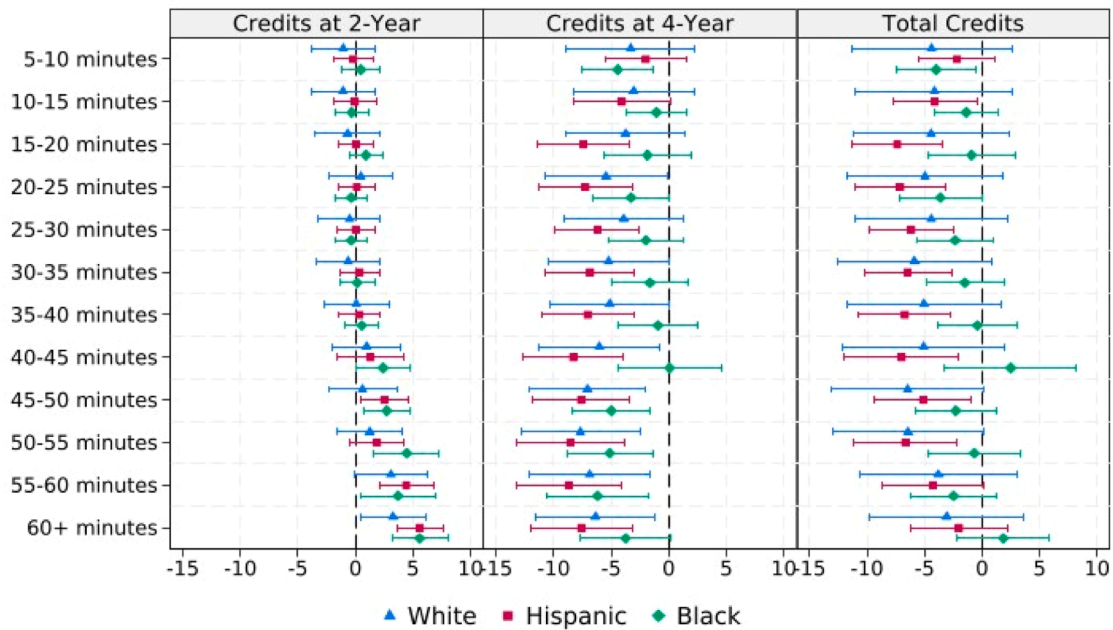 Credits at 2-Year Credits at 4-Year Total Credits
5-10 minutes
10-15 minutes
15-20 minutes
20-25 minutes
25-30 minutes
30-35 minutes
35-40 minutes
40-45 minutes
45-50 minutes
50-55 minutes
55-60 minutes
60+ minutes
-15 -10 -5 0 5 10 -15 -10 -5 0 5 10 -15 -10 -5 0 5 10
White Hispanic Black